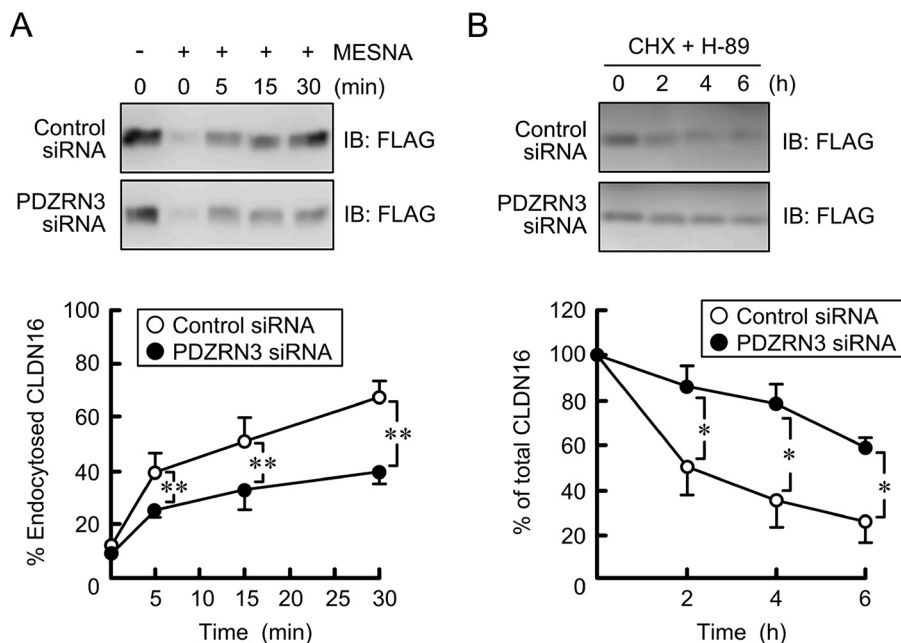 A
- + + + + MESNA
0 0 5 15 30 (min)
Control
siRNA
IB: FLAG
PDZRN3
siRNA
IB: FLAG
% Endocytosed CLDN16
100
80
60
40
20
0
Control siRNA
PDZRN3 siRNA
**
**
**
5 10 15 20 25 30
Time (min)
B
CHX + H-89
0 2 4 6 (h)
Control
siRNA
IB: FLAG
PDZRN3
siRNA
IB: FLAG
% of total CLDN16
120
100
80
60
40
20
0
Control siRNA
PDZRN3 siRNA
*
*
*
2 4 6
Time (h)